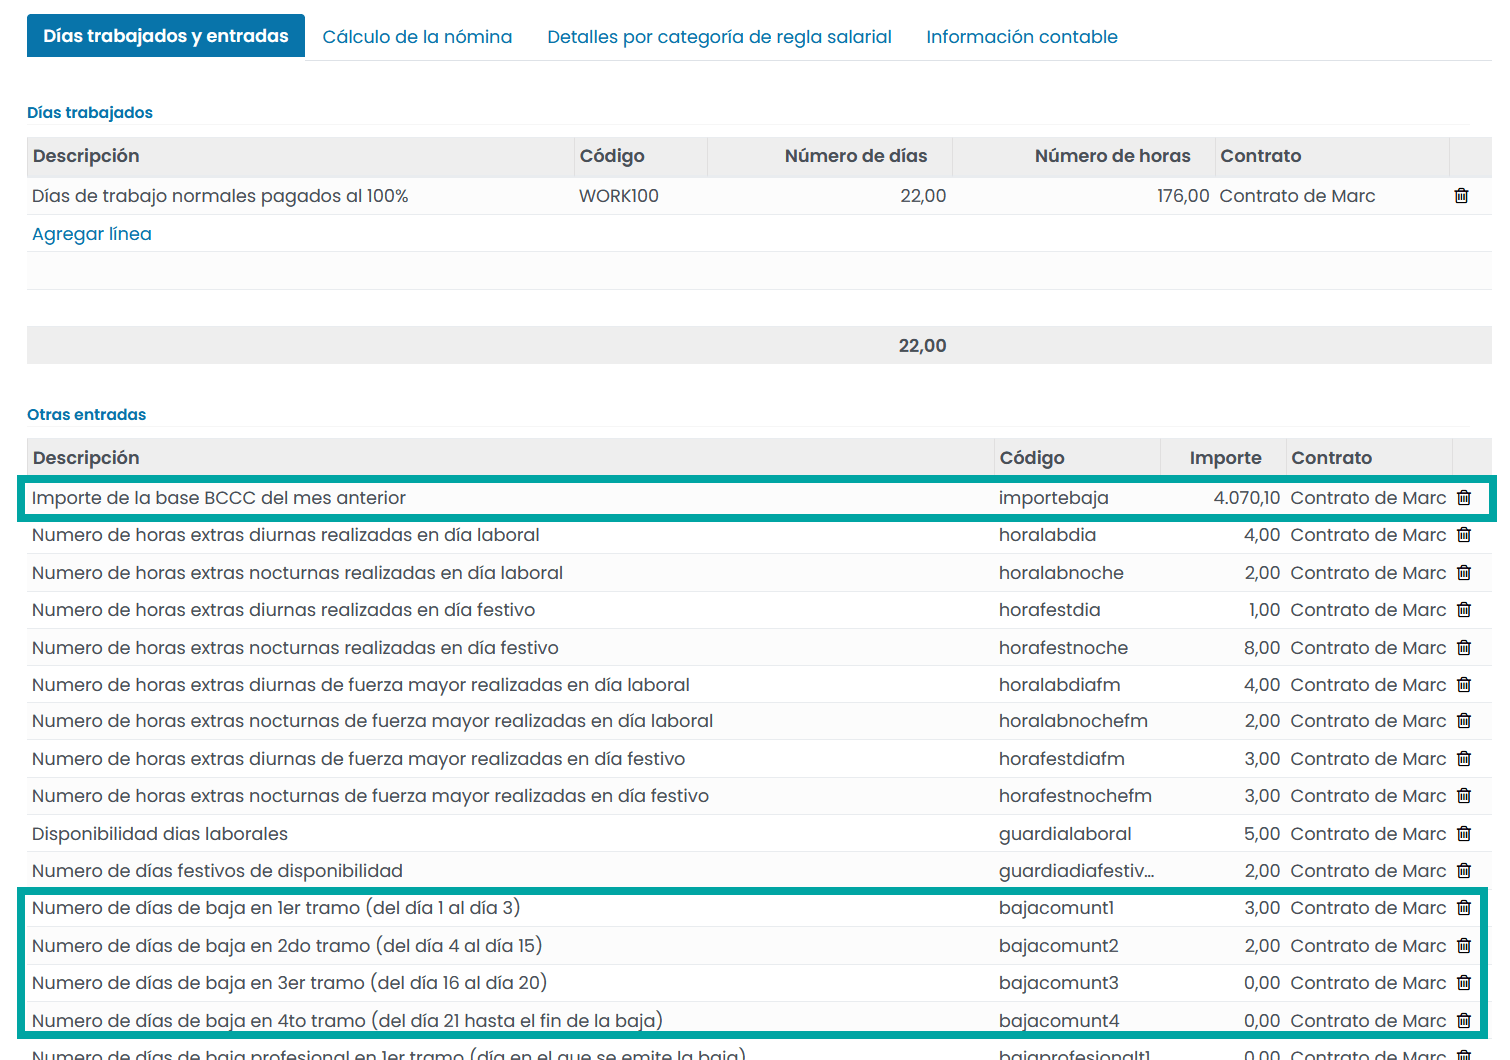 Días trabajados y entradas Cálculo de la nómina Detalles por categoría de regla salarial Información contable
Días trabajados
Descripción Código Número de días Número de horas Contrato
Días de trabajo normales pagados al 100% WORK100 22,00 176,00 Contrato de Marc
Agregar línea
22,00
Otras entradas
Descripción Código Importe Contrato
Importe de la base BCCC del mes anterior importebaja 4.070,10 Contrato de Marc
Numero de horas extras diurnas realizadas en día laboral horalabdia 4,00 Contrato de Marc
Numero de horas extras nocturnas realizadas en día laboral horalabnoche 2,00 Contrato de Marc
Numero de horas extras diurnas realizadas en día festivo horafestdia 1,00 Contrato de Marc
Numero de horas extras nocturnas realizadas en día festivo horafestnoche 8,00 Contrato de Marc
Numero de horas extras diurnas de fuerza mayor realizadas en día laboral horalabdiafm 4,00 Contrato de Marc
Numero de horas extras nocturnas de fuerza mayor realizadas en día laboral horalabnochefm 2,00 Contrato de Marc
Numero de horas extras diurnas de fuerza mayor realizadas en día festivo horafestdiafm 3,00 Contrato de Marc
Numero de horas extras nocturnas de fuerza mayor realizadas en día festivo horafestnochefm 3,00 Contrato de Marc
Disponibilidad dias laborales guardialaboral 5,00 Contrato de Marc
Numero de días festivos de disponibilidad guardiadiafestiv... 2,00 Contrato de Marc
Numero de días de baja en 1er tramo (del día 1 al día 3) bajacomunt1 3,00 Contrato de Marc
Numero de días de baja en 2do tramo (del día 4 al día 15) bajacomunt2 2,00 Contrato de Marc
Numero de días de baja en 3er tramo (del día 16 al día 20) bajacomunt3 0,00 Contrato de Marc
Numero de días de baja en 4to tramo (del día 21 hasta el fin de la baja) bajacomunt4 0,00 Contrato de Marc
Numero de días de baja profesional en 1er tramo (día en el que se emite la baja) bajaprofesionalt1 0,00 Contrato de Marc